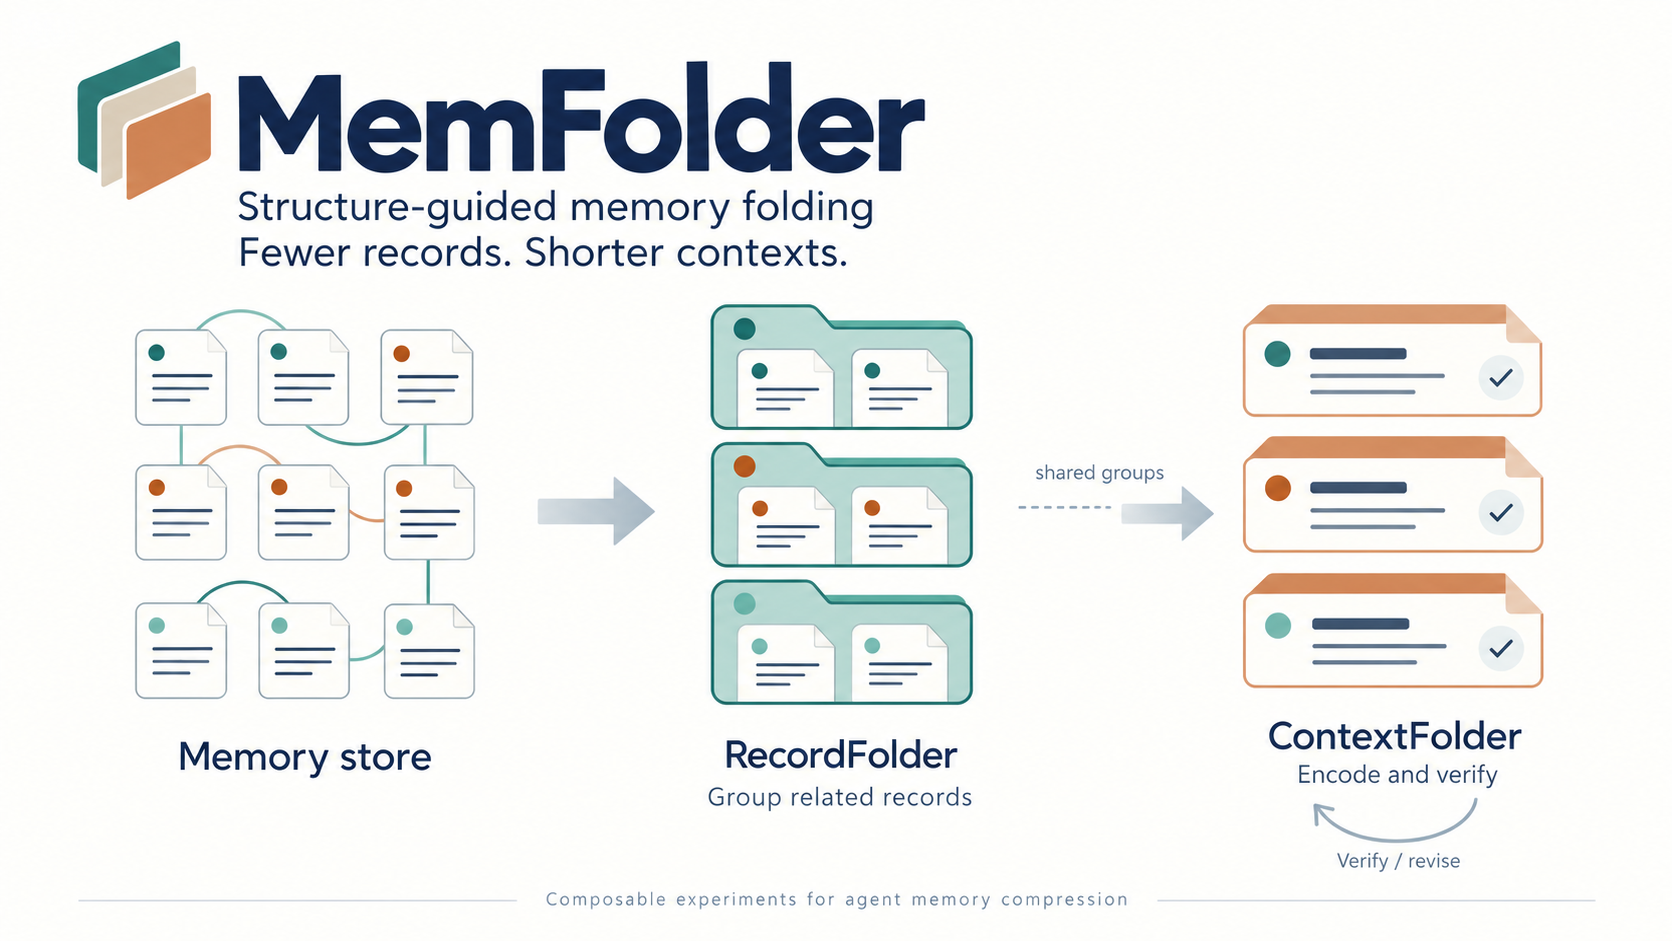 MemFolder
Structure-guided memory folding
Fewer records. Shorter contexts.
shared groups
Memory store
RecordFolder
Group related records
ContextFolder
Encode and verify
Verify / revise
Composable experiments for agent memory compression